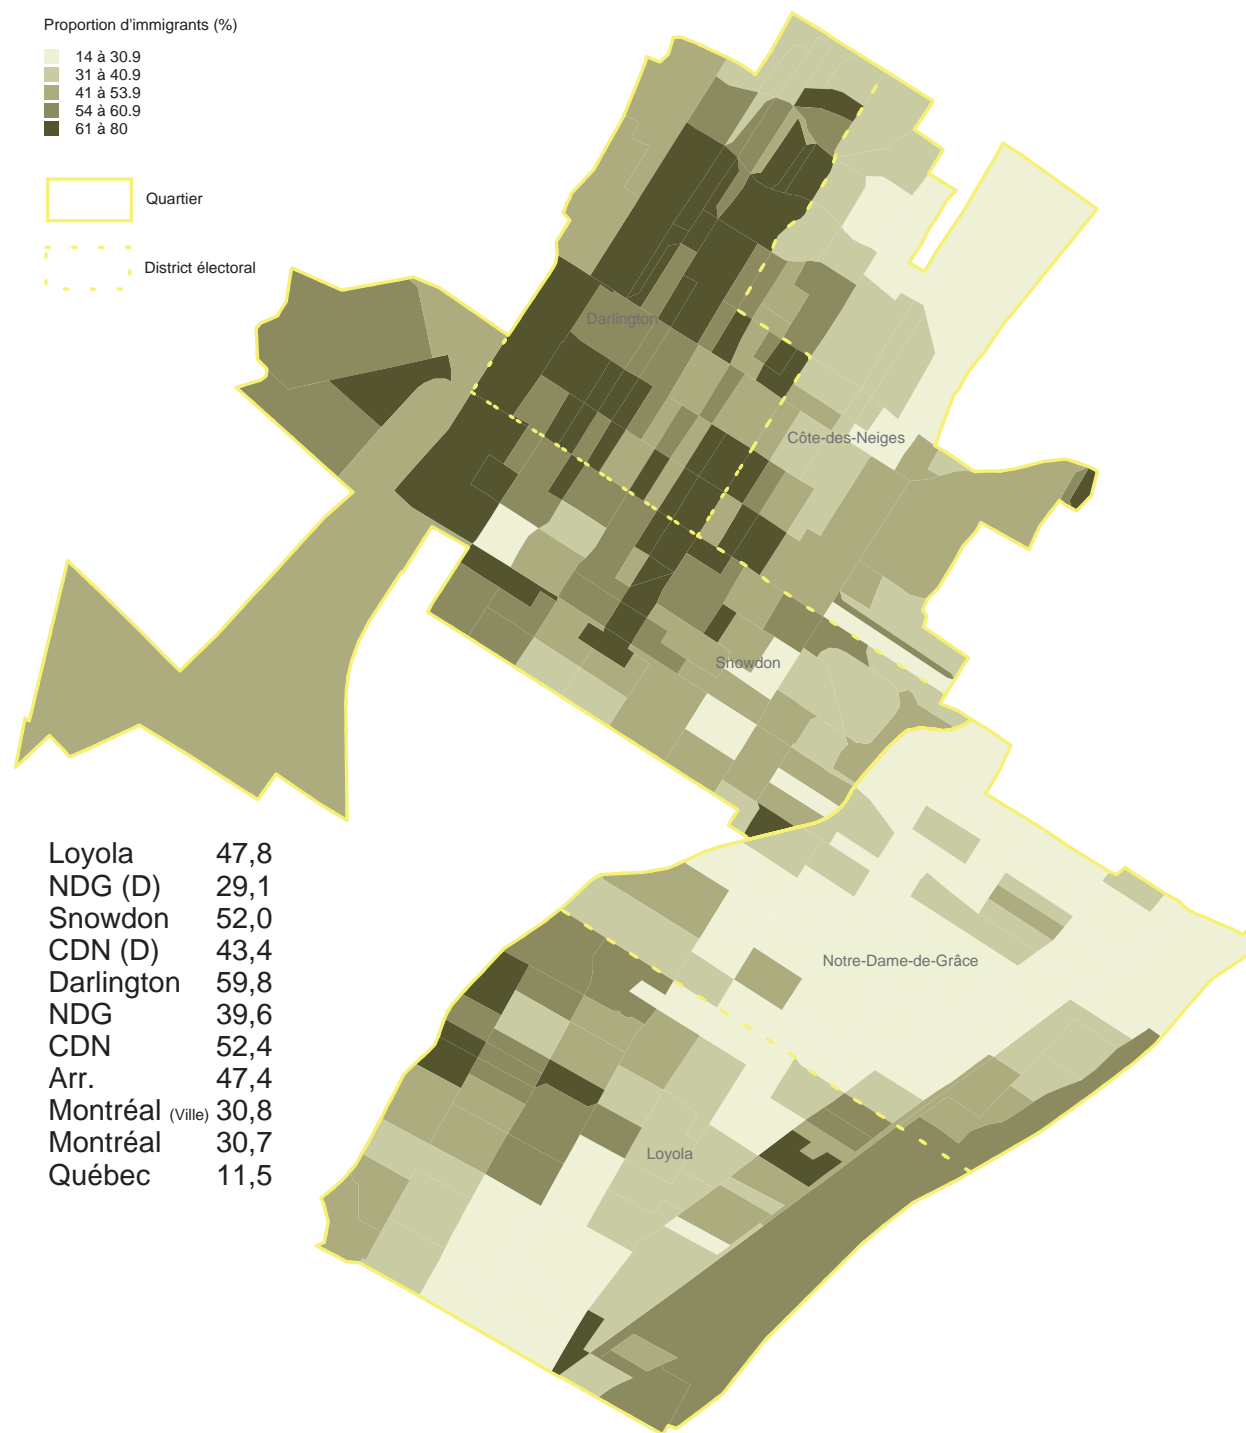 Proportion d'immigrants (%)
14 à 30.9
31 à 40.9
41 à 53.9
54 à 60.9
61 à 80
Quartier
District électoral
Darlington
Côte-des-Neiges
Snowdon
Notre-Dame-de-Grâce
Loyola
Loyola 47,8
NDG (D) 29,1
Snowdon 52,0
CDN (D) 43,4
Darlington 59,8
NDG 39,6
CDN 52,4
Arr. 47,4
Montréal (Ville) 30,8
Montréal 30,7
Québec 11,5